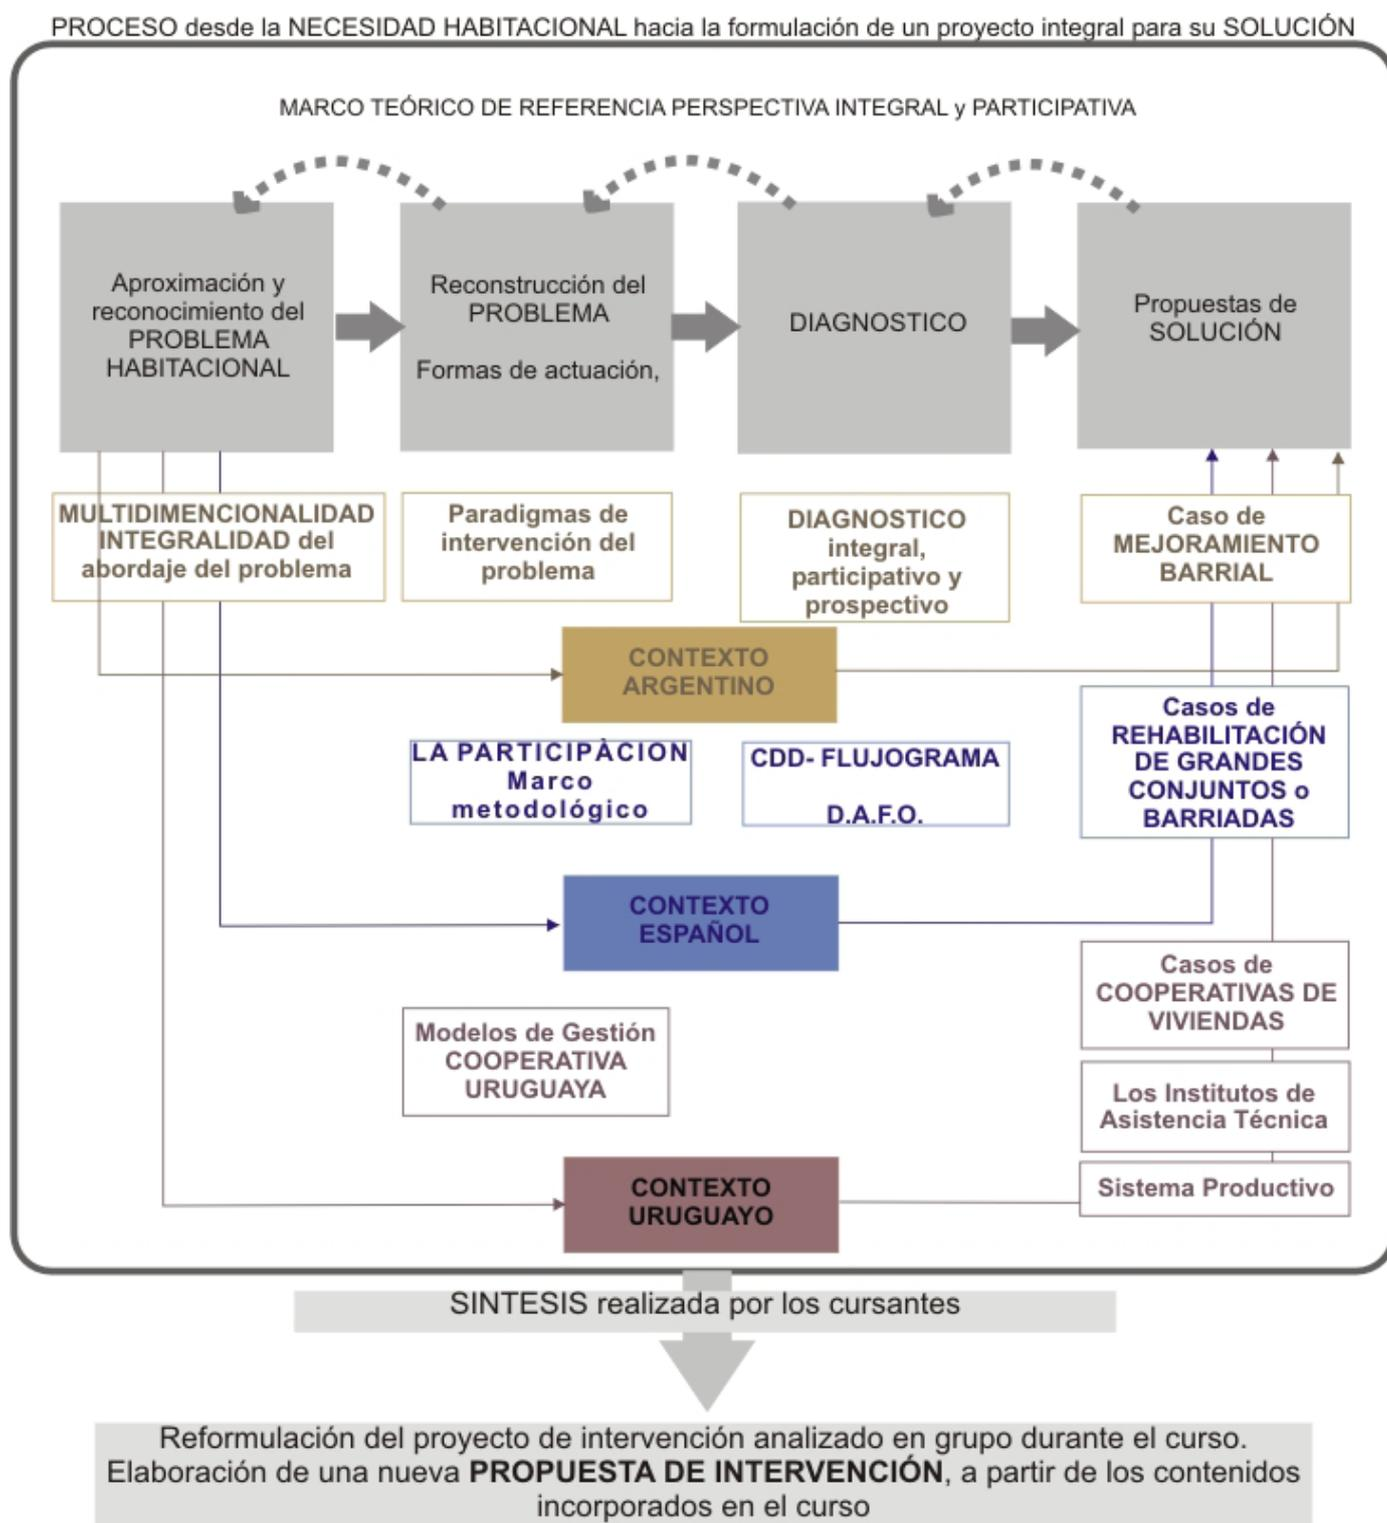 PROCESO desde la NECESIDAD HABITACIONAL hacia la formulación de un proyecto integral para su SOLUCIÓN
MARCO TEÓRICO DE REFERENCIA PERSPECTIVA INTEGRAL y PARTICIPATIVA
Aproximación y
reconocimiento del
PROBLEMA
HABITACIONAL
Reconstrucción del
PROBLEMA
Formas de actuación,
DIAGNOSTICO
Propuestas de
SOLUCIÓN
MULTIDIMENCIONALIDAD
INTEGRALIDAD del
abordaje del problema
Paradigmas de
intervención del
problema
DIAGNOSTICO
integral,
participativo y
prospectivo
Caso de
MEJORAMIENTO
BARRIAL
CONTEXTO
ARGENTINO
LA PARTICIPÀCION
Marco
metodológico
CDD- FLUJOGRAMA
D.A.F.O.
Casos de
REHABILITACIÓN
DE GRANDES
CONJUNTOS o
BARRIADAS
CONTEXTO
ESPAÑOL
Modelos de Gestión
COOPERATIVA
URUGUAYA
Casos de
COOPERATIVAS DE
VIVIENDAS
Los Institutos de
Asistencia Técnica
Sistema Productivo
CONTEXTO
URUGUAYO
SINTESIS realizada por los cursantes
Reformulación del proyecto de intervención analizado en grupo durante el curso.
Elaboración de una nueva PROPUESTA DE INTERVENCIÓN, a partir de los contenidos
incorporados en el curso